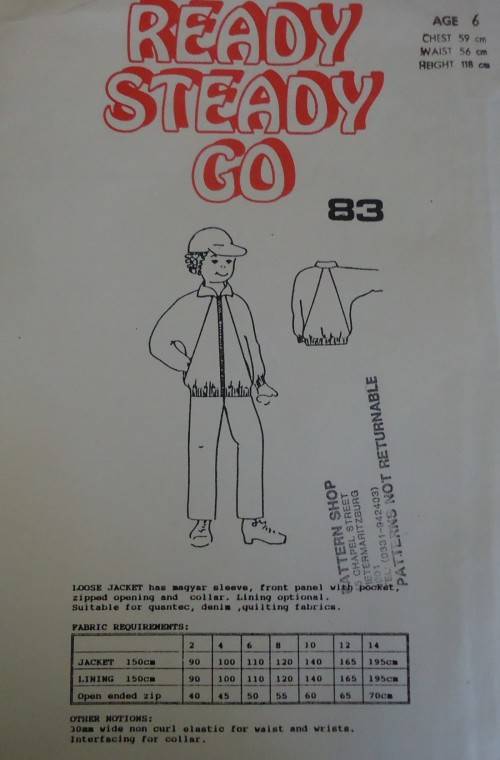 READY
STEADY
GO
AGE 6
CHEST 59 cm
WAIST 56 cm
HEIGHT 118 cm
83
PATTERN SHOP
CHAPEL STREET
PIETERMARITZBURG
TEL (0331-942403)
PATTERNS NOT RETURNABLE
LOOSE JACKET has magyar sleeve, front panel with pocket,
zipped opening and collar. Lining optional.
Suitable for quantec, denim ,quilting fabrics.
FABRIC REQUIREMENTS:
2 4 6 8 10 12 14
JACKET 150cm 90 100 110 120 140 165 195cm
LINING 150cm 90 100 110 120 140 165 195cm
Open ended zip 40 45 50 55 60 65 70cm
OTHER NOTIONS:
30mm wide non curl elastic for waist and wrists.
Interfacing for collar.